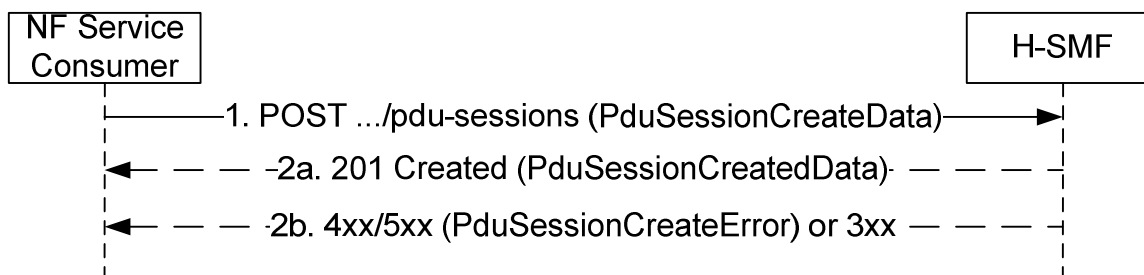 NF Service
Consumer
H-SMF
1. POST .../pdu-sessions (PduSessionCreateData)
2a. 201 Created (PduSessionCreatedData)
2b. 4xx/5xx (PduSessionCreateError) or 3xx